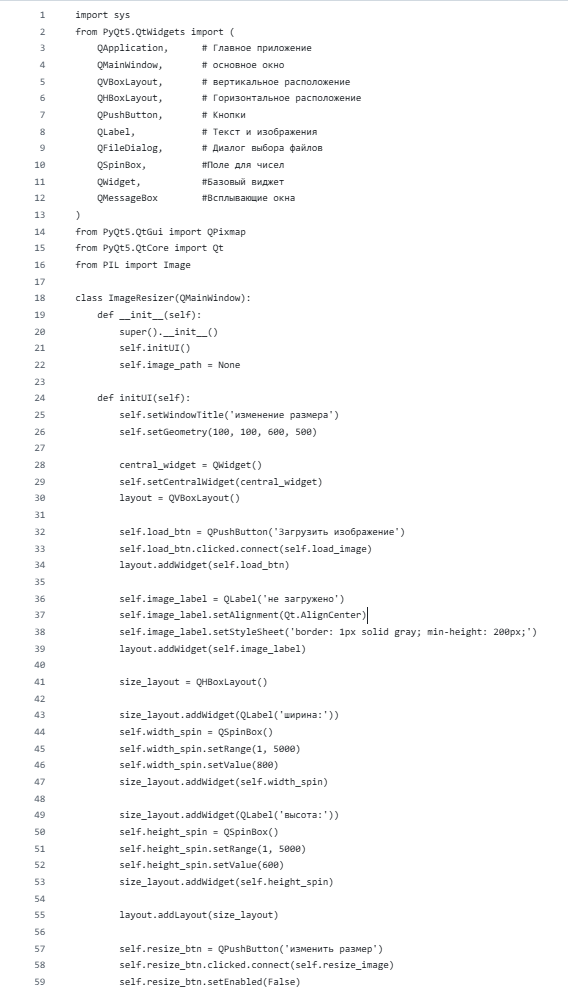 1 import sys
2 from PyQt5.QtWidgets import (
3     QApplication,      # Главное приложение
4     QMainWindow,       # основное окно
5     QVBoxLayout,       # вертикальное расположение
6     QHBoxLayout,       # Горизонтальное расположение
7     QPushButton,       # Кнопки
8     QLabel,            # Текст и изображения
9     QFileDialog,       # Диалог выбора файлов
10     QSpinBox,          #Поле для чисел
11     QWidget,           #Базовый виджет
12     QMessageBox        #Всплывающие окна
13 )
14 from PyQt5.QtGui import QPixmap
15 from PyQt5.QtCore import Qt
16 from PIL import Image
17
18 class ImageResizer(QMainWindow):
19     def __init__(self):
20         super().__init__()
21         self.initUI()
22         self.image_path = None
23
24     def initUI(self):
25         self.setWindowTitle('изменение размера')
26         self.setGeometry(100, 100, 600, 500)
27
28         central_widget = QWidget()
29         self.setCentralWidget(central_widget)
30         layout = QVBoxLayout()
31
32         self.load_btn = QPushButton('Загрузить изображение')
33         self.load_btn.clicked.connect(self.load_image)
34         layout.addWidget(self.load_btn)
35
36         self.image_label = QLabel('не загружено')
37         self.image_label.setAlignment(Qt.AlignCenter)
38         self.image_label.setStyleSheet('border: 1px solid gray; min-height: 200px;')
39         layout.addWidget(self.image_label)
40
41         size_layout = QHBoxLayout()
42
43         size_layout.addWidget(QLabel('ширина:'))
44         self.width_spin = QSpinBox()
45         self.width_spin.setRange(1, 5000)
46         self.width_spin.setValue(800)
47         size_layout.addWidget(self.width_spin)
48
49         size_layout.addWidget(QLabel('высота:'))
50         self.height_spin = QSpinBox()
51         self.height_spin.setRange(1, 5000)
52         self.height_spin.setValue(600)
53         size_layout.addWidget(self.height_spin)
54
55         layout.addLayout(size_layout)
56
57         self.resize_btn = QPushButton('изменить размер')
58         self.resize_btn.clicked.connect(self.resize_image)
59         self.resize_btn.setEnabled(False)